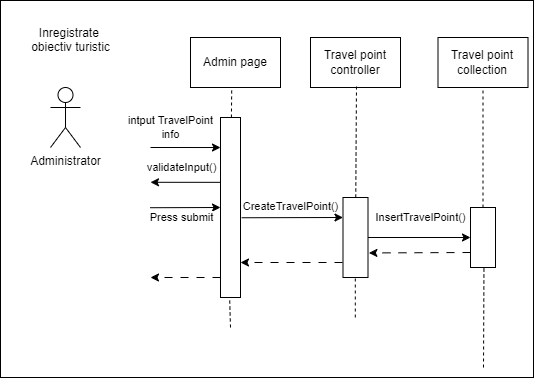 Inregistrate
obiectiv turistic
Admin page
Travel point
controller
Travel point
collection
Administrator
intput TravelPoint
info
validateInput()
Press submit
CreateTravelPoint()
InsertTravelPoint()